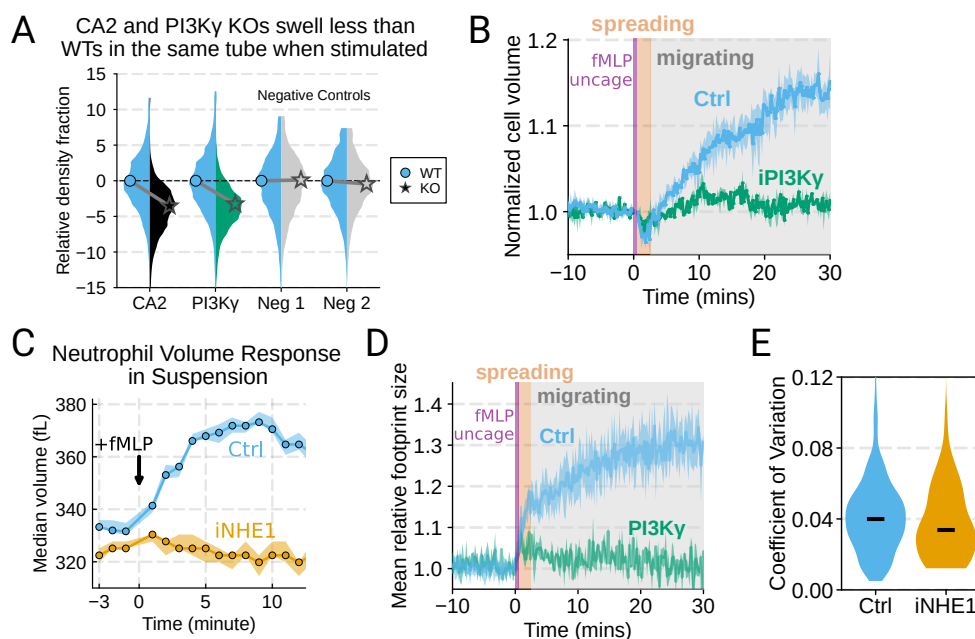 A
CA2 and PI3Kγ KOs swell less than
WTs in the same tube when stimulated
Relative density fraction
15
10
5
0
−5
−10
−15
Negative Controls
WT
KO
CA2
PI3Kγ
Neg 1
Neg 2
B
spreading
fMLP
uncage
migrating
Ctrl
iPI3Kγ
Normalized cell volume
1.2
1.1
1.0
−10
0
10
20
30
Time (mins)
C
Neutrophil Volume Response
in Suspension
Median volume (fL)
380
360
340
320
+fMLP
Ctrl
iNHE1
−3
0
5
10
Time (minute)
D
spreading
fMLP
uncage
migrating
Ctrl
PI3Kγ
Mean relative footprint size
1.4
1.3
1.2
1.1
1.0
−10
0
10
20
30
Time (mins)
E
Coefficient of Variation
0.12
0.08
0.04
0.00
Ctrl
iNHE1